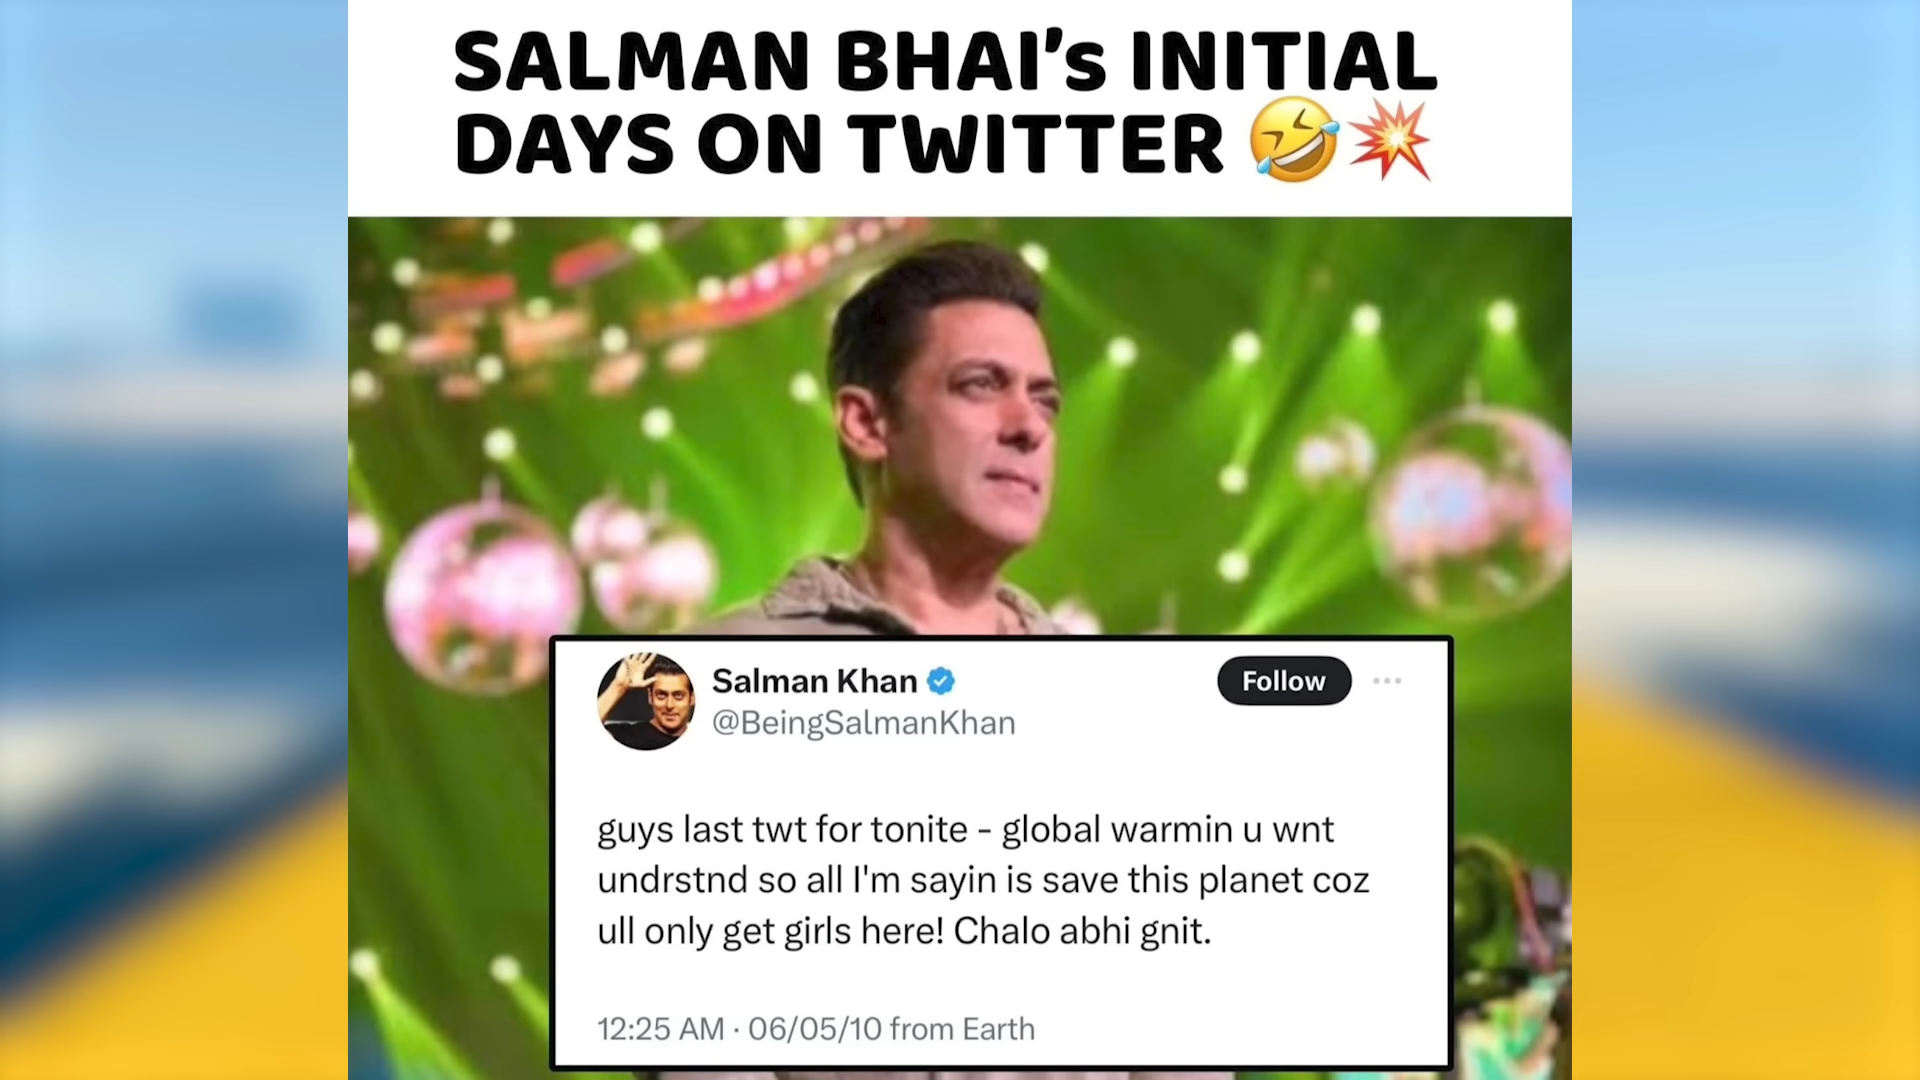 SALMAN BHAI's INITIAL
DAYS ON TWITTER 🤣💥
Salman Khan
Follow
@BeingSalmanKhan
guys last twt for tonite - global warmin u wnt
undrstnd so all I'm sayin is save this planet coz
ull only get girls here! Chalo abhi gnit.
12:25 AM · 06/05/10 from Earth